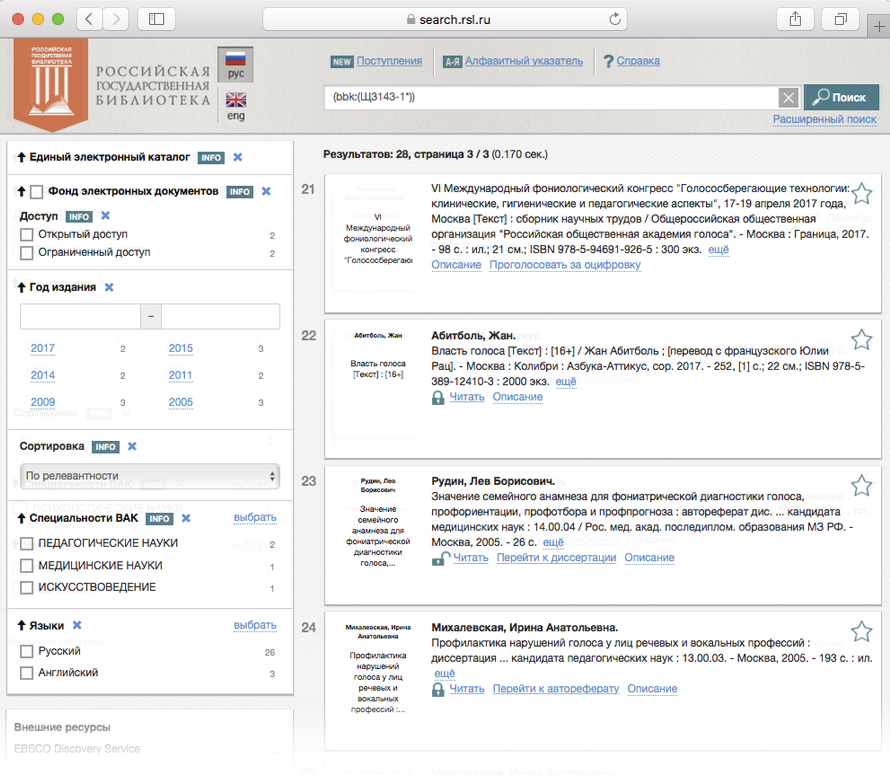 search.rsl.ru
РОССИЙСКАЯ
ГОСУДАРСТВЕННАЯ
БИБЛИОТЕКА
РОССИЙСКАЯ
ГОСУДАРСТВЕННАЯ
БИБЛИОТЕКА
рус
eng
NEW Поступления
А-Я Алфавитный указатель
? Справка
(bbk:(Щ3143-1*))
Поиск
Расширенный поиск
Единый электронный каталог INFO
Фонд электронных документов INFO
Доступ INFO
Открытый доступ 2
Ограниченный доступ 2
Год издания
–
2017 2 2015 3
2014 2 2011 2
2009 3 2005 3
Сортировка INFO
Сортировка INFO
По релевантности
Специальности ВАК INFO выбрать
ПЕДАГОГИЧЕСКИЕ НАУКИ 2
МЕДИЦИНСКИЕ НАУКИ 1
ИСКУССТВОВЕДЕНИЕ 1
Языки выбрать
Русский 26
Английский 3
Внешние ресурсы
EBSCO Discovery Service
Результатов: 28, страница 3 / 3 (0.170 сек.)
21
VI
Международный
фониологический
конгресс
"Голососберегаю
VI Международный фониологический конгресс "Голососберегающие технологии:
клинические, гигиенические и педагогические аспекты", 17-19 апреля 2017 года,
Москва [Текст] : сборник научных трудов / Общероссийская общественная
организация "Российская общественная академия голоса". - Москва : Граница, 2017.
- 98 с. : ил.; 21 см.; ISBN 978-5-94691-926-5 : 300 экз. ещё
Описание Проголосовать за оцифровку
22
Абитболь, Жан
Власть голоса
[Текст] : [16+]
Абитболь, Жан.
Власть голоса [Текст] : [16+] / Жан Абитболь ; [перевод с французского Юлии
Рац]. - Москва : Колибри : Азбука-Аттикус, сор. 2017. - 252, [1] с.; 22 см.; ISBN 978-5-
389-12410-3 : 2000 экз. ещё
Читать Описание
23
Рудин, Лев
Борисович
Значение
семейного
анамнеза для
фониатрической
диагностики
голоса,...
Рудин, Лев Борисович.
Значение семейного анамнеза для фониатрической диагностики голоса,
профориентации, профотбора и профпрогноза : автореферат дис. ... кандидата
медицинских наук : 14.00.04 / Рос. мед. акад. последиплом. образования МЗ РФ. -
Москва, 2005. - 26 с. ещё
Читать Перейти к диссертации Описание
24
Михалевская, Ирина
Анатольевна
Профилактика
нарушений
голоса у лиц
речевых и
вокальных
профессий :...
Михалевская, Ирина Анатольевна.
Профилактика нарушений голоса у лиц речевых и вокальных профессий :
диссертация ... кандидата педагогических наук : 13.00.03. - Москва, 2005. - 193 с. : ил.
ещё
Читать Перейти к автореферату Описание
25
Михалевская, Ирина Анатольевна.